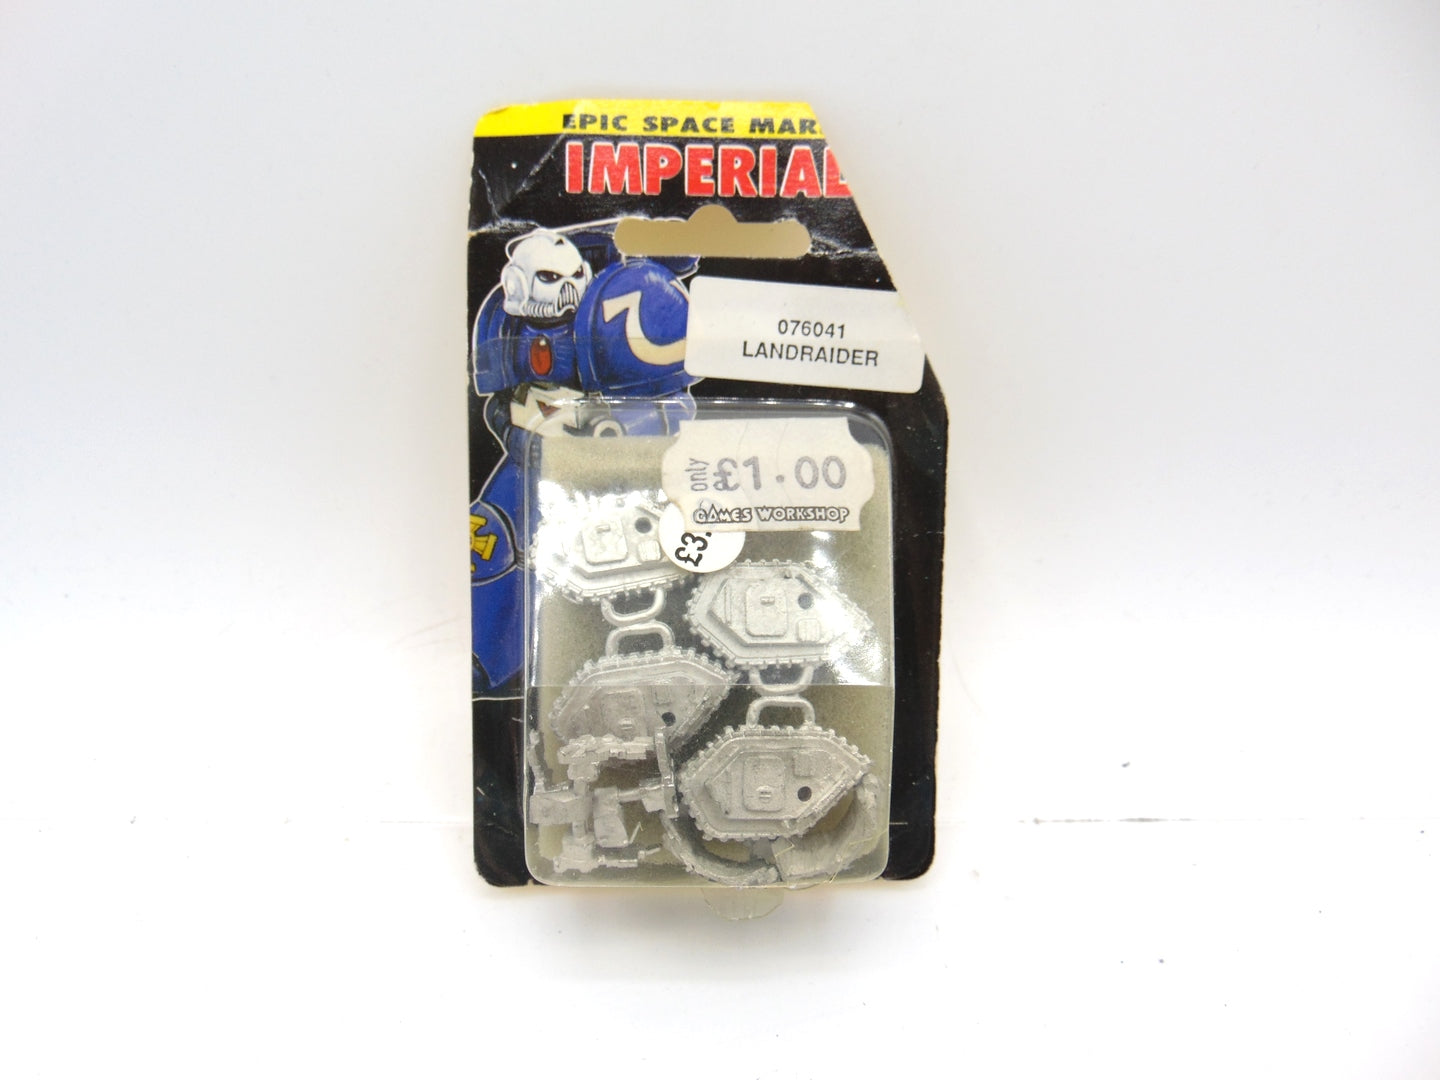 EPIC SPACE MAR
IMPERIAL
076041
LANDRAIDER
only £1.00
GAMES WORKSHOP
£3.